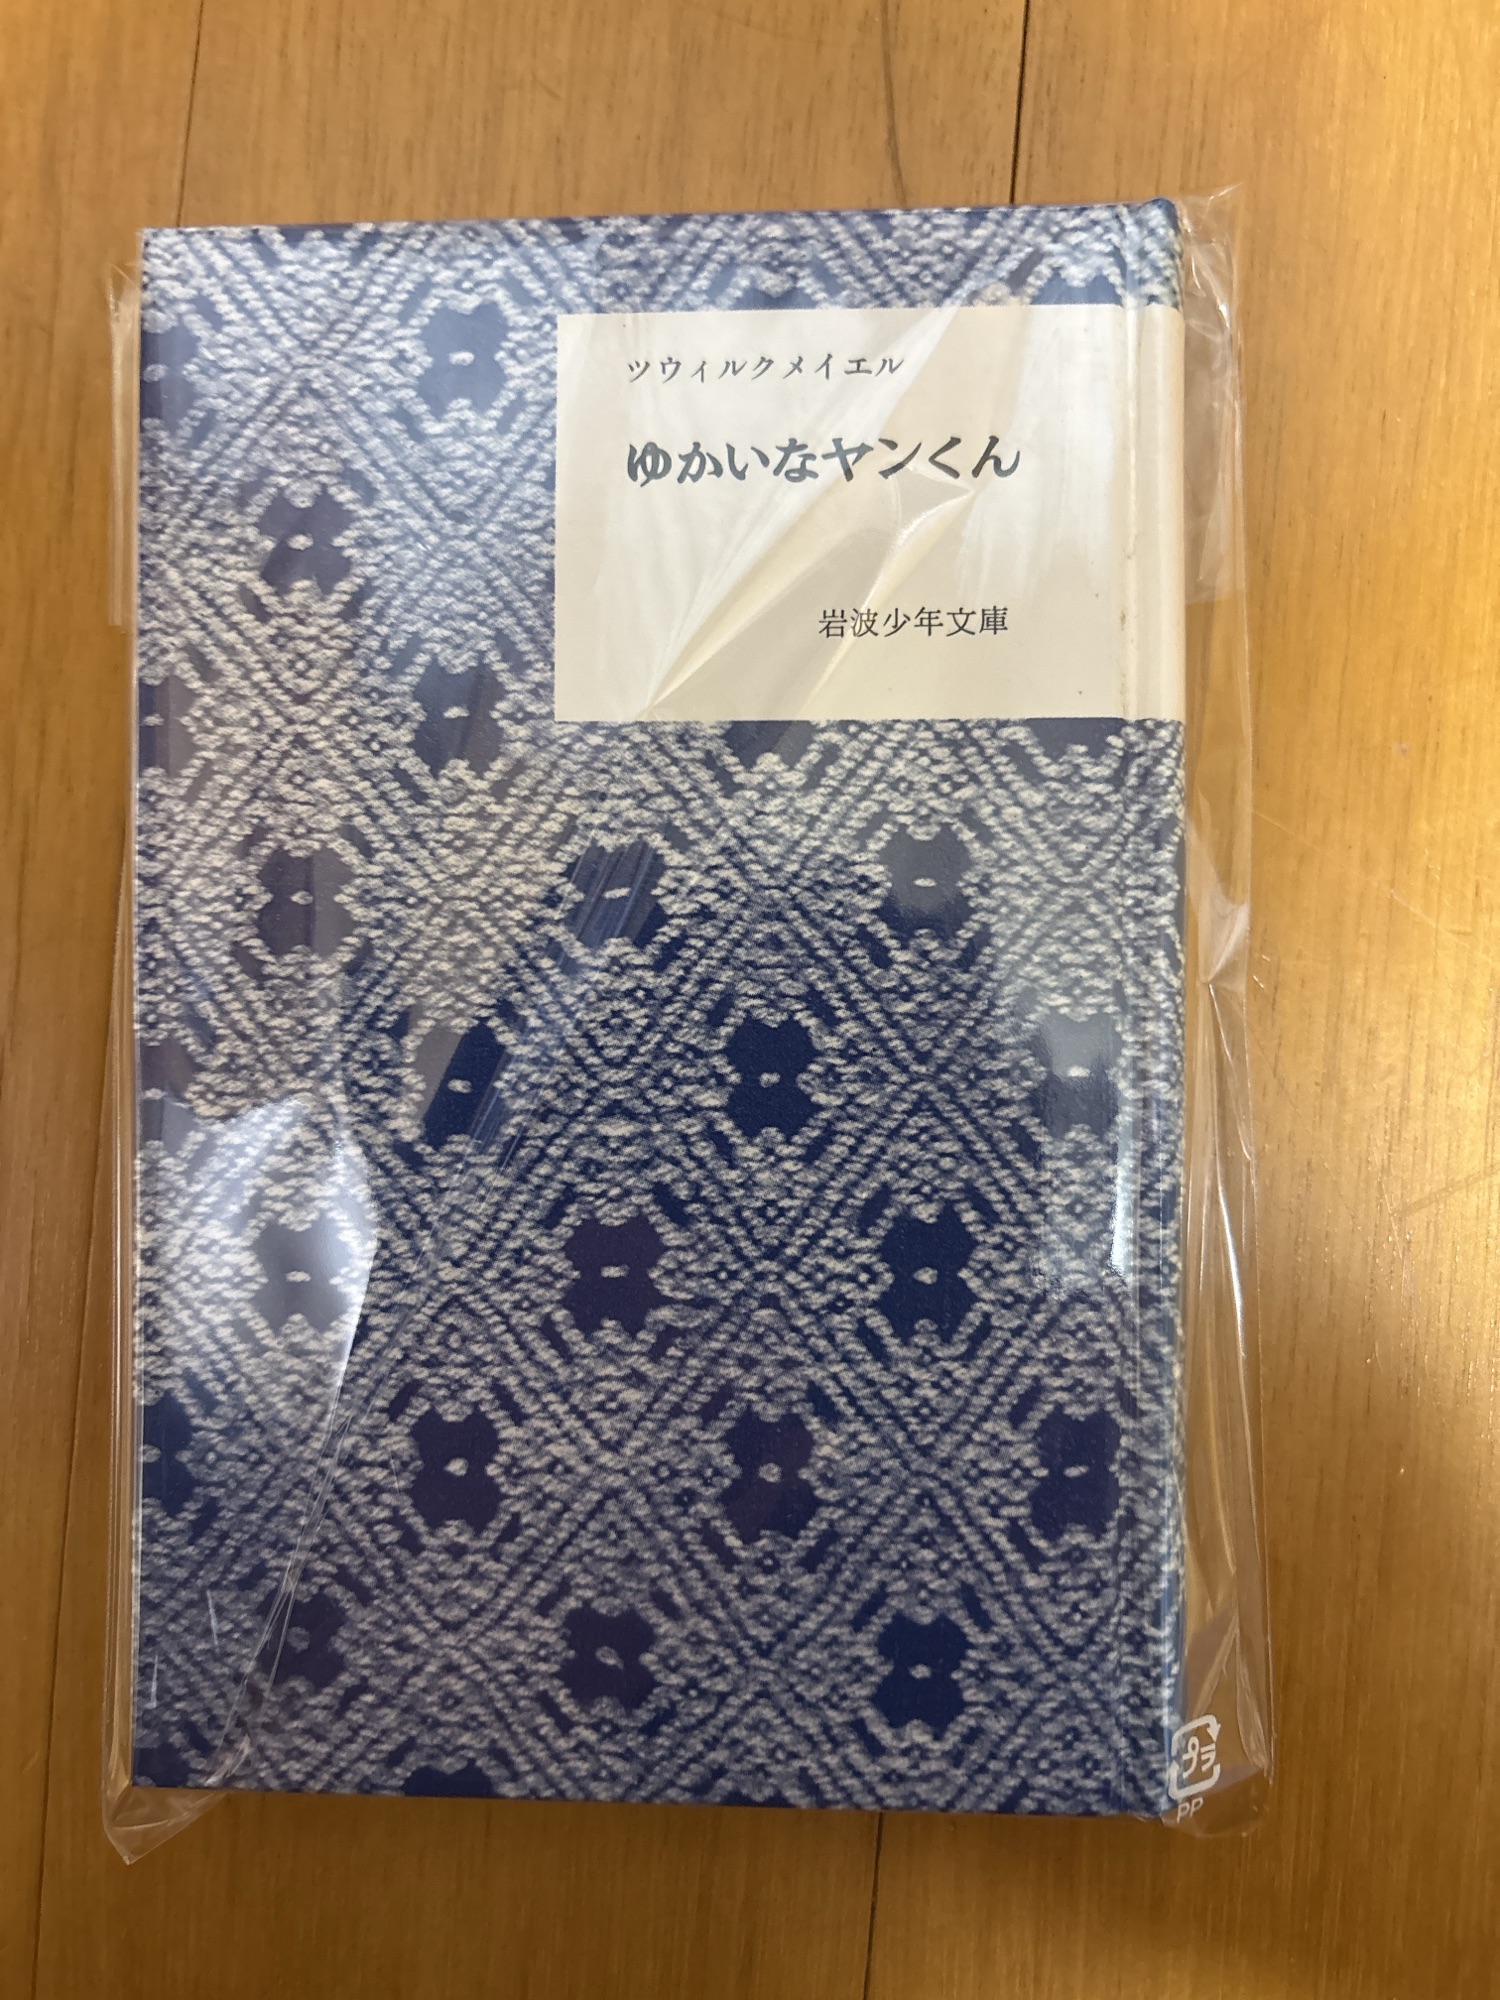 ツウィルクメイエル
ゆかいなヤンくん
岩波少年文庫
プラ
PP